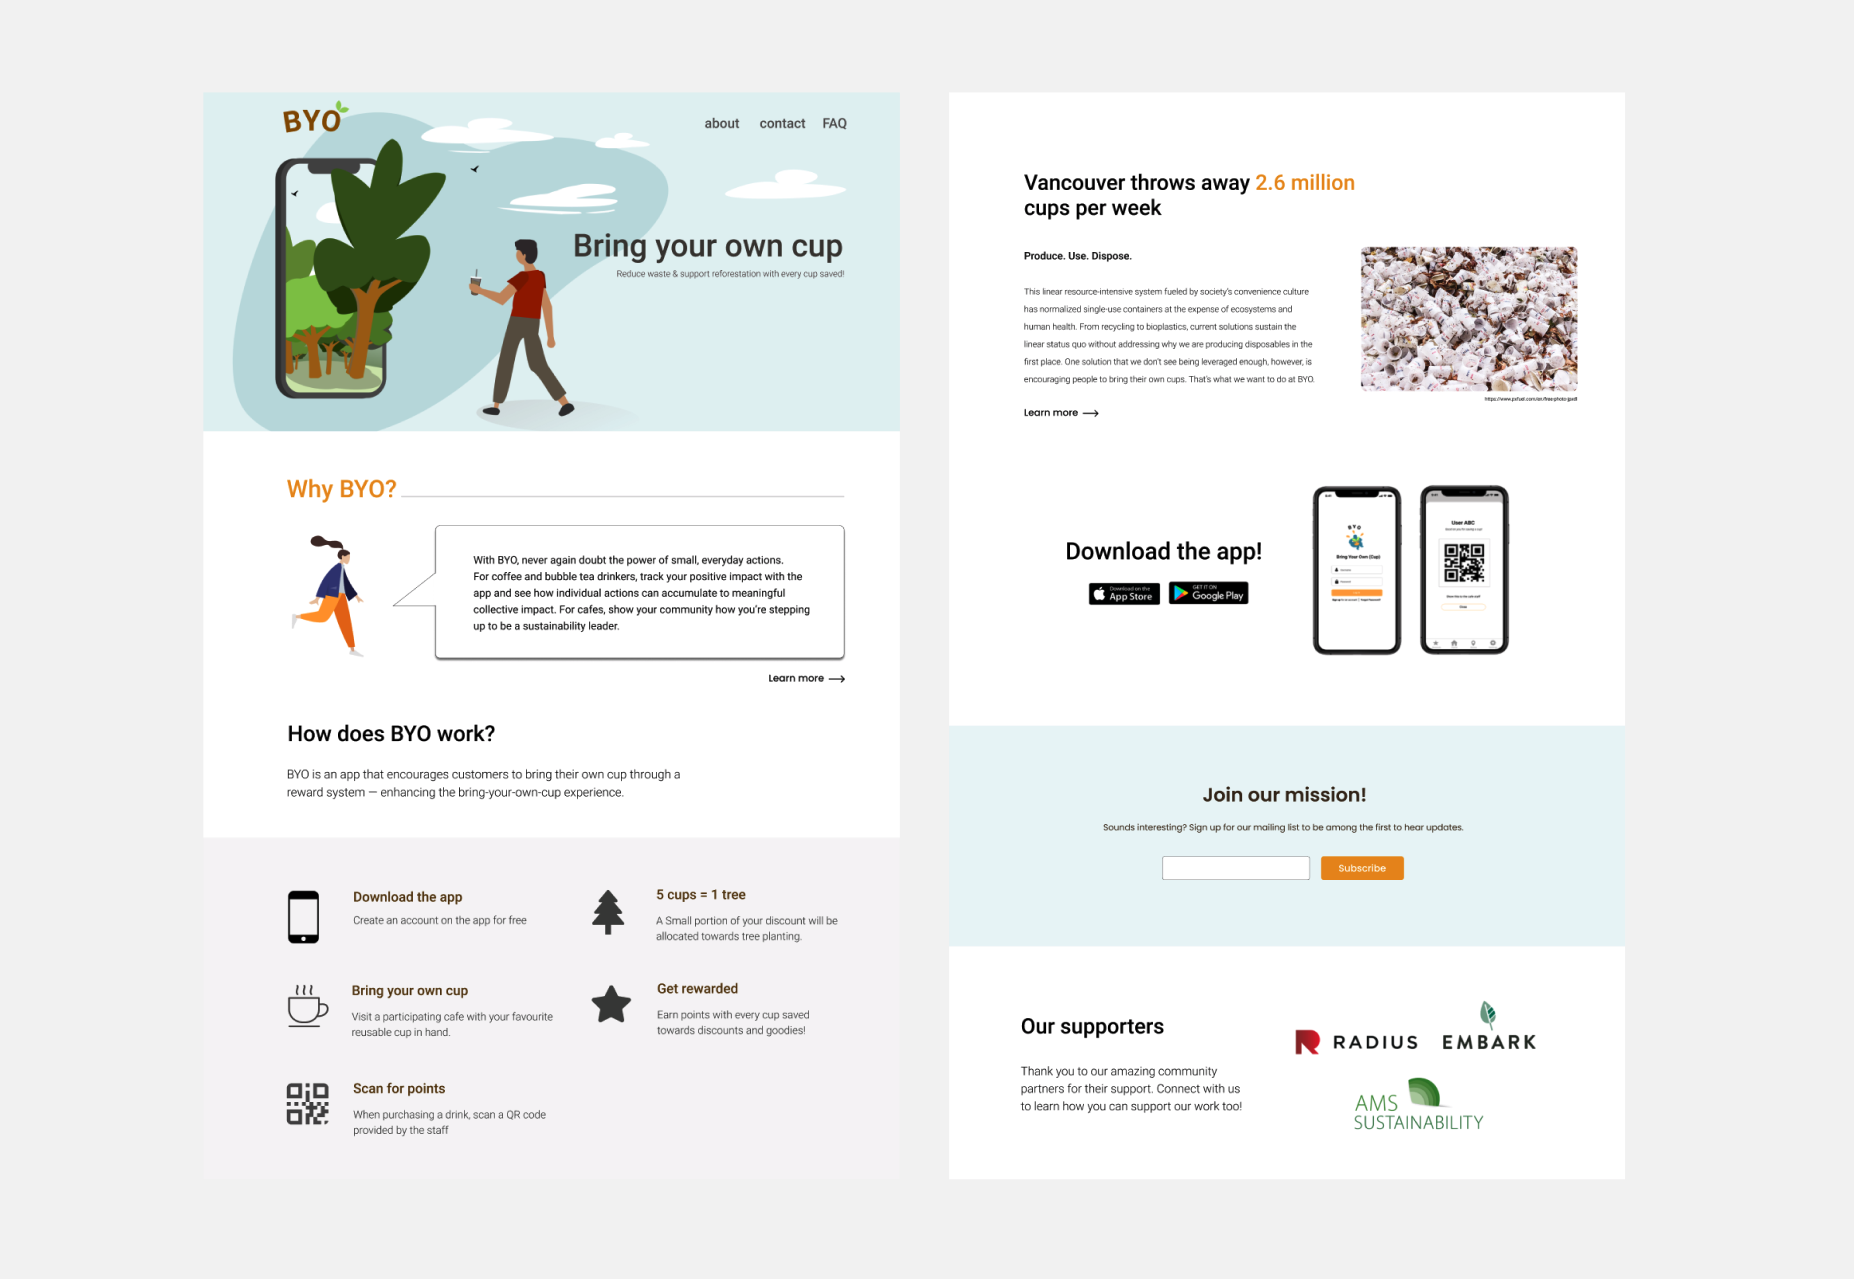 BYO
about contact FAQ
Bring your own cup
Reduce waste & support reforestation with every cup saved!
Why BYO?
With BYO, never again doubt the power of small, everyday actions.
For coffee and bubble tea drinkers, track your positive impact with the
app and see how individual actions can accumulate to meaningful
collective impact. For cafes, show your community how you're stepping
up to be a sustainability leader.
Learn more
How does BYO work?
BYO is an app that encourages customers to bring their own cup through a
reward system — enhancing the bring-your-own-cup experience.
Download the app
Create an account on the app for free
Bring your own cup
Visit a participating cafe with your favourite
reusable cup in hand.
Scan for points
When purchasing a drink, scan a QR code
provided by the staff
5 cups = 1 tree
A Small portion of your discount will be
allocated towards tree planting.
Get rewarded
Earn points with every cup saved
towards discounts and goodies!
Vancouver throws away 2.6 million
cups per week
Produce. Use. Dispose.
This linear resource-intensive system fueled by society's convenience culture
has normalized single-use containers at the expense of ecosystems and
human health. From recycling to bioplastics, current solutions sustain the
linear status quo without addressing why we are producing disposables in the
first place. One solution that we don't see being leveraged enough, however, is
encouraging people to bring their own cups. That's what we want to do at BYO.
Learn more
Download the app!
Download on the
App Store
GET IT ON
Google Play
BYO
Bring Your Own (Cup)
User ABC
Join our mission!
Sounds interesting? Sign up for our mailing list to be among the first to hear updates.
Subscribe
Our supporters
Thank you to our amazing community
partners for their support. Connect with us
to learn how you can support our work too!
RADIUS
EMBARK
AMS
SUSTAINABILITY